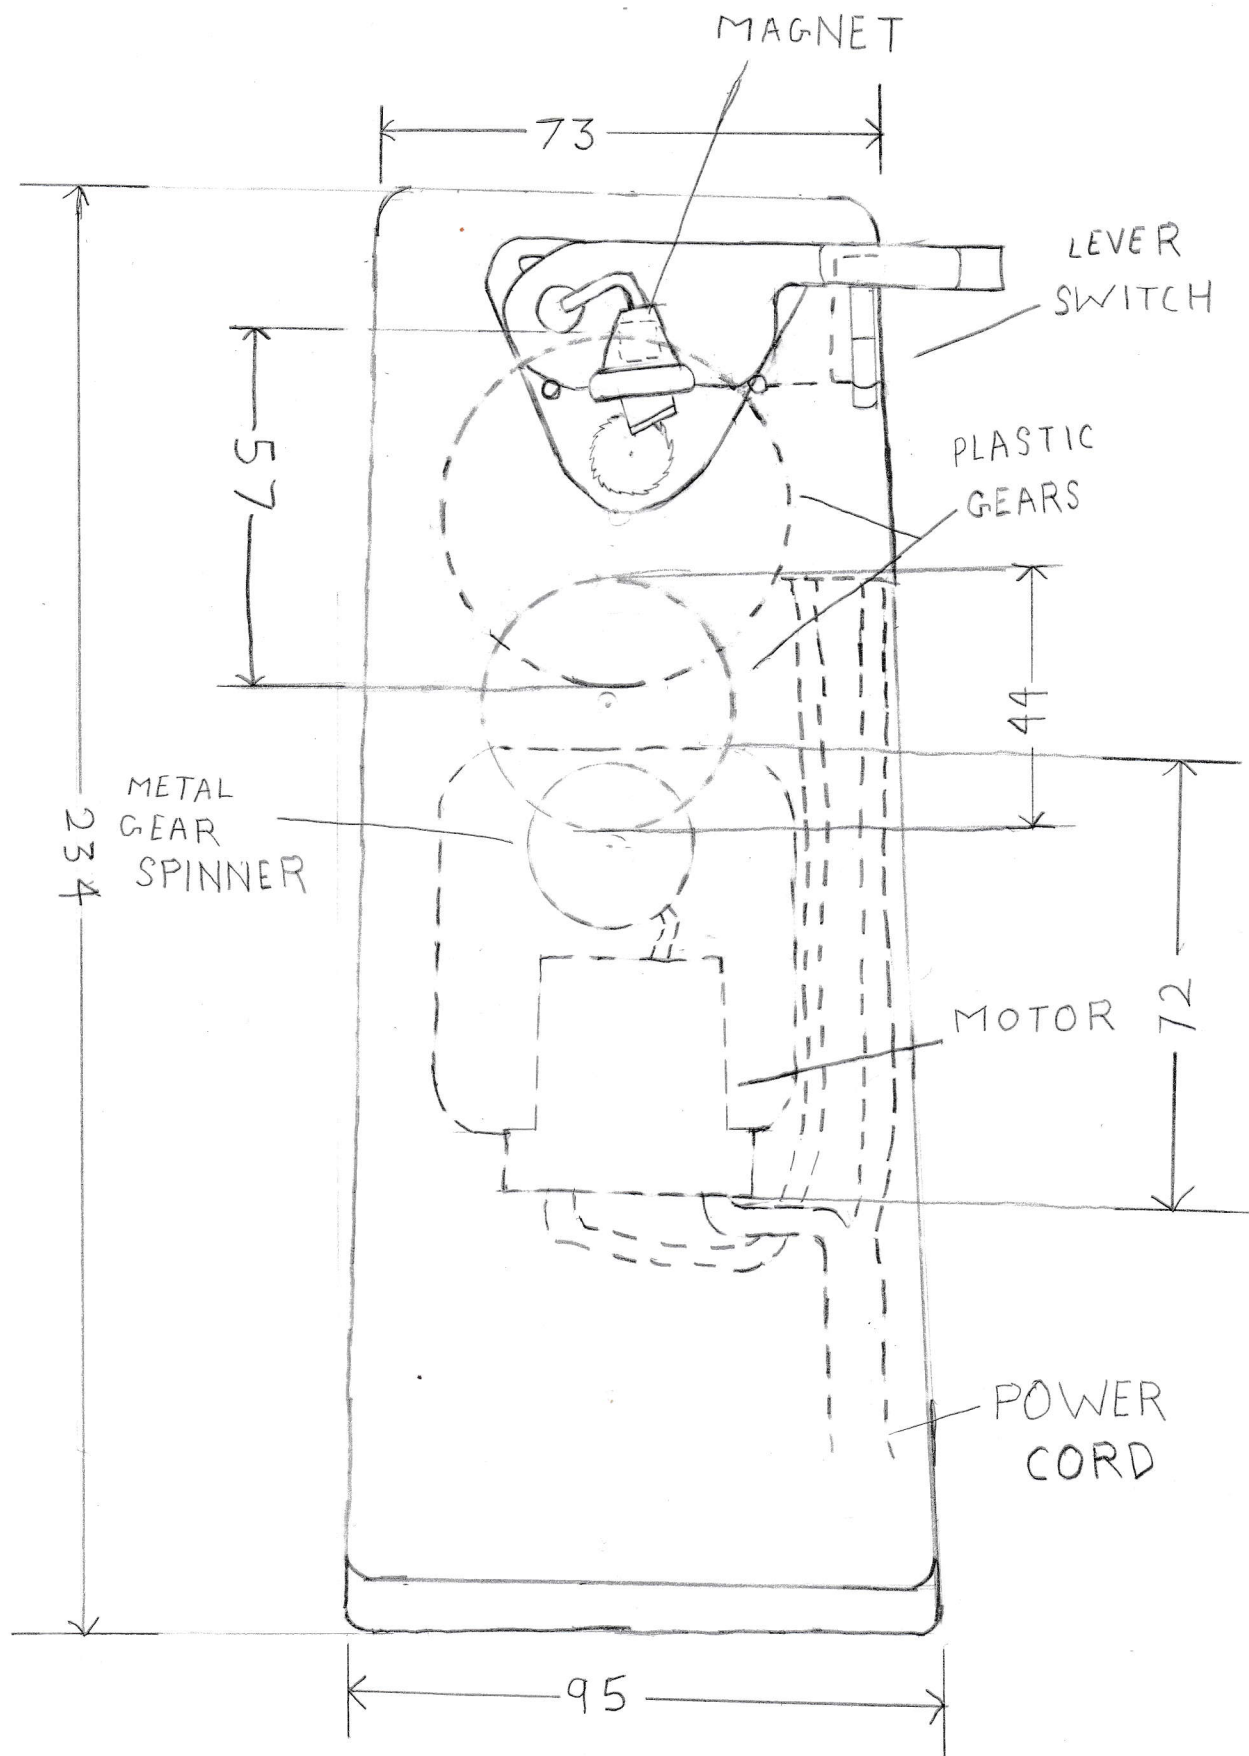 MAGNET
73
LEVER
SWITCH
57
PLASTIC
GEARS
44
METAL
GEAR
SPINNER
234
MOTOR
72
POWER
CORD
95